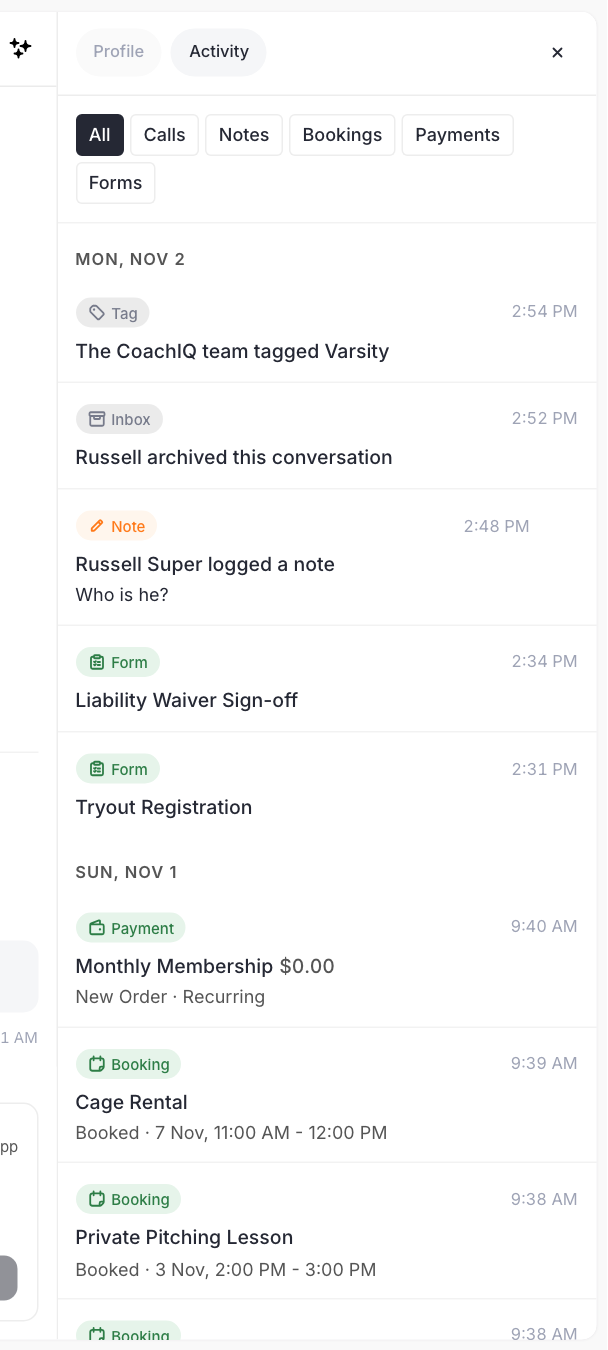 Profile
Activity
All
Calls
Notes
Bookings
Payments
Forms
MON, NOV 2
Tag
2:54 PM
The CoachIQ team tagged Varsity
Inbox
2:52 PM
Russell archived this conversation
Note
2:48 PM
Russell Super logged a note
Who is he?
Form
2:34 PM
Liability Waiver Sign-off
Form
2:31 PM
Tryout Registration
SUN, NOV 1
Payment
9:40 AM
Monthly Membership $0.00
New Order · Recurring
1 AM
Booking
9:39 AM
Cage Rental
Booked · 7 Nov, 11:00 AM - 12:00 PM
pp
Booking
9:38 AM
Private Pitching Lesson
Booked · 3 Nov, 2:00 PM - 3:00 PM
Booking
9:38 AM